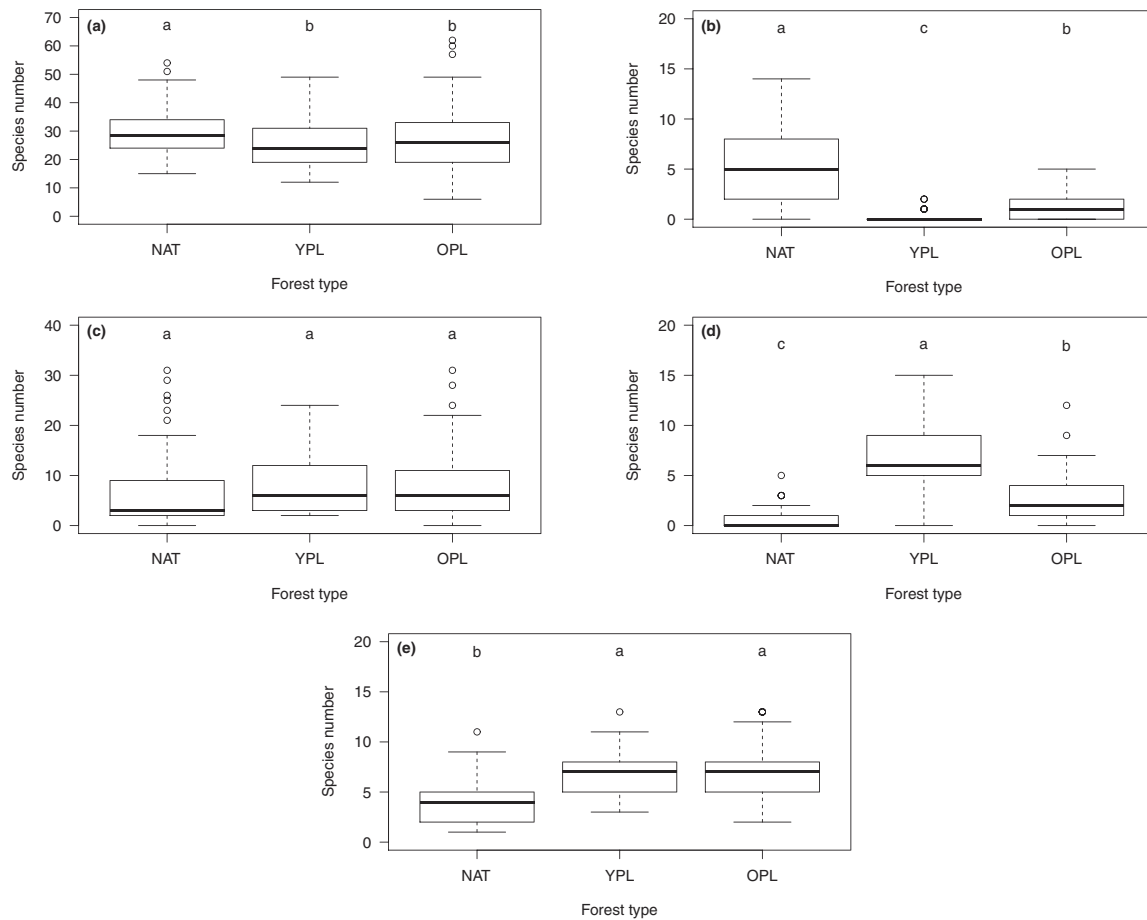 (a)
a b b
Species number
70
60
50
40
30
20
10
0
NAT YPL OPL
Forest type
(b)
a c b
Species number
20
15
10
5
0
NAT YPL OPL
Forest type
(c)
a a a
Species number
40
30
20
10
0
NAT YPL OPL
Forest type
(d)
c a b
Species number
20
15
10
5
0
NAT YPL OPL
Forest type
(e)
b a a
Species number
20
15
10
5
0
NAT YPL OPL
Forest type